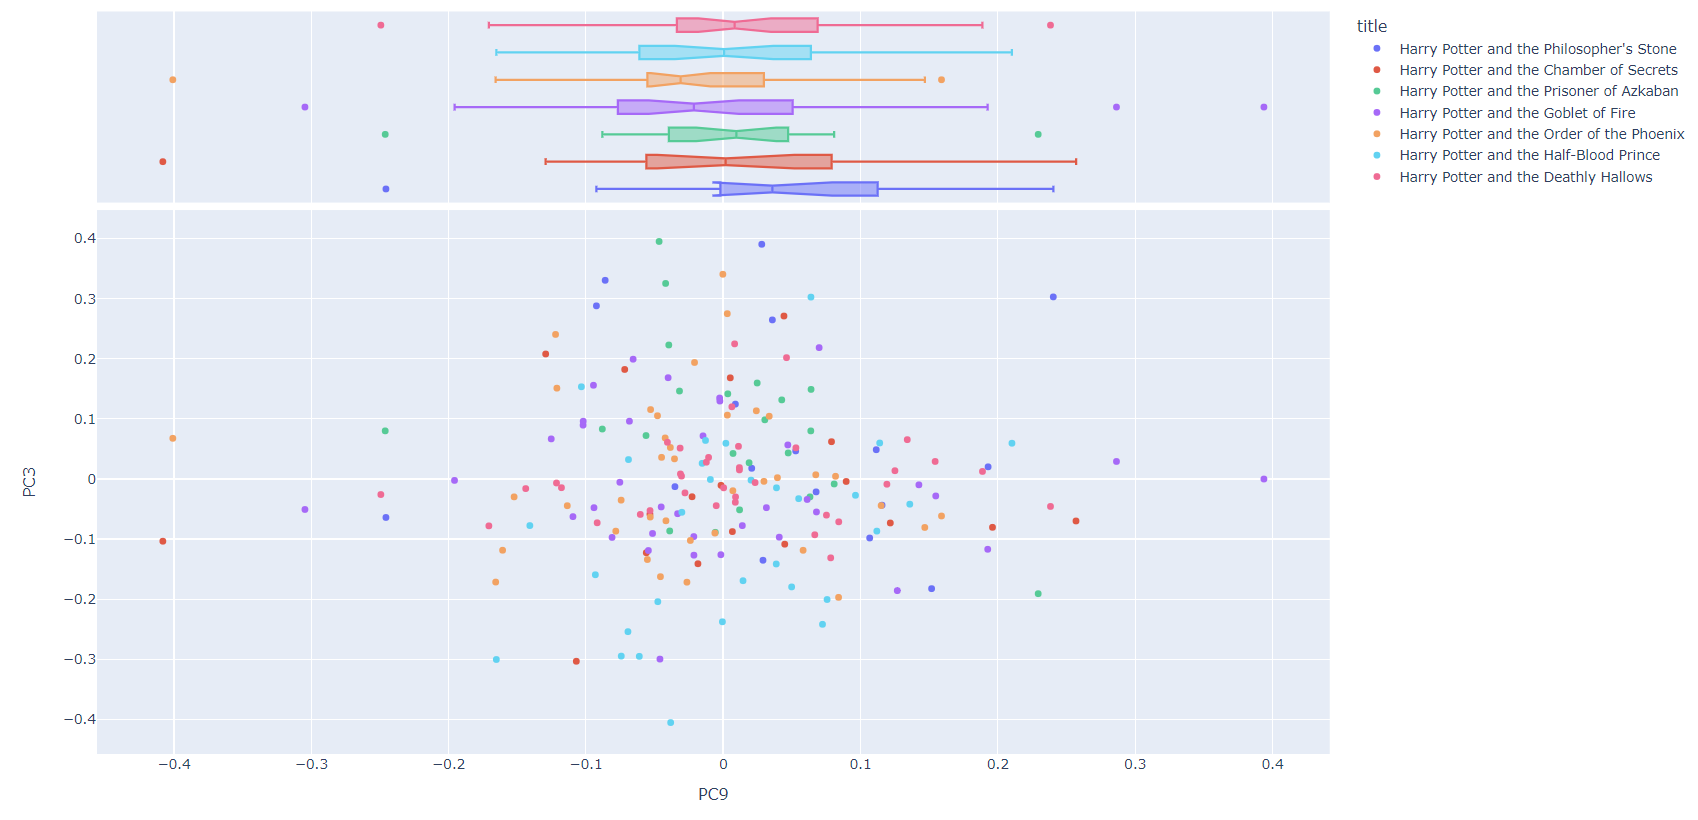 title
Harry Potter and the Philosopher's Stone
Harry Potter and the Chamber of Secrets
Harry Potter and the Prisoner of Azkaban
Harry Potter and the Goblet of Fire
Harry Potter and the Order of the Phoenix
Harry Potter and the Half-Blood Prince
Harry Potter and the Deathly Hallows
0.4
0.3
0.2
0.1
0
−0.1
−0.2
−0.3
−0.4
PC3
−0.4 −0.3 −0.2 −0.1 0 0.1 0.2 0.3 0.4
PC9